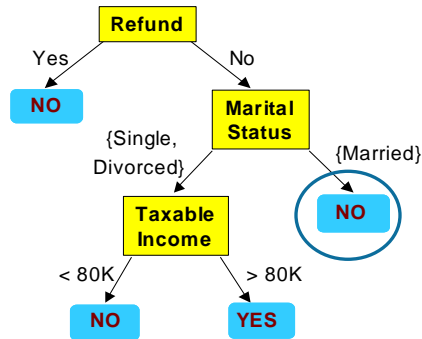 Refund
Yes
No
NO
Marital
Status
{Single,
Divorced}
{Married}
NO
Taxable
Income
< 80K
> 80K
NO
YES